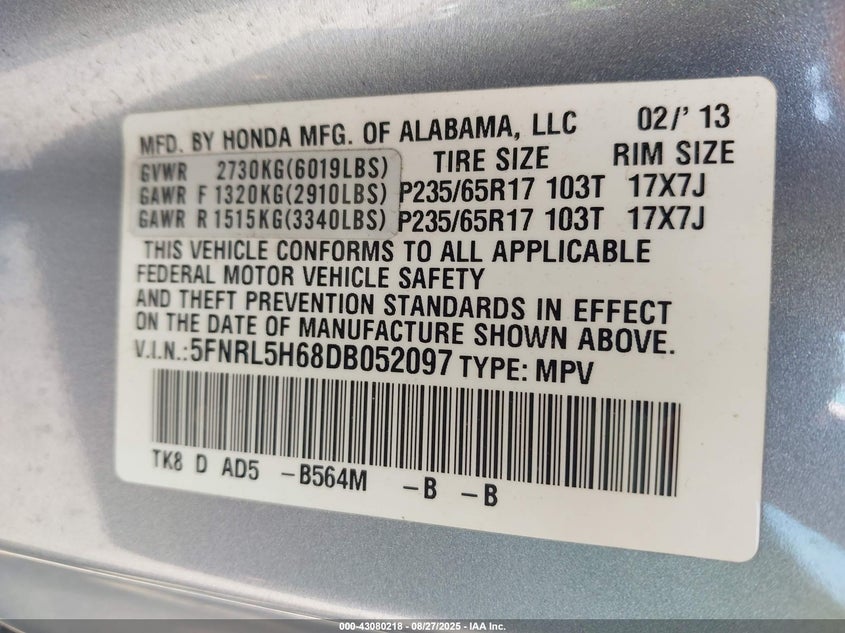 MFD. BY HONDA MFG. OF ALABAMA, LLC 02/' 13
GVWR 2730KG(6019LBS) TIRE SIZE RIM SIZE
GAWR F 1320KG(2910LBS) P235/65R17 103T 17X7J
GAWR R 1515KG(3340LBS) P235/65R17 103T 17X7J
THIS VEHICLE CONFORMS TO ALL APPLICABLE
FEDERAL MOTOR VEHICLE SAFETY
AND THEFT PREVENTION STANDARDS IN EFFECT
ON THE DATE OF MANUFACTURE SHOWN ABOVE.
V.I.N.:5FNRL5H68DB052097 TYPE: MPV
TK8 D AD5 -B564M -B -B
000-43080218 - 08/27/2025 - IAA Inc.